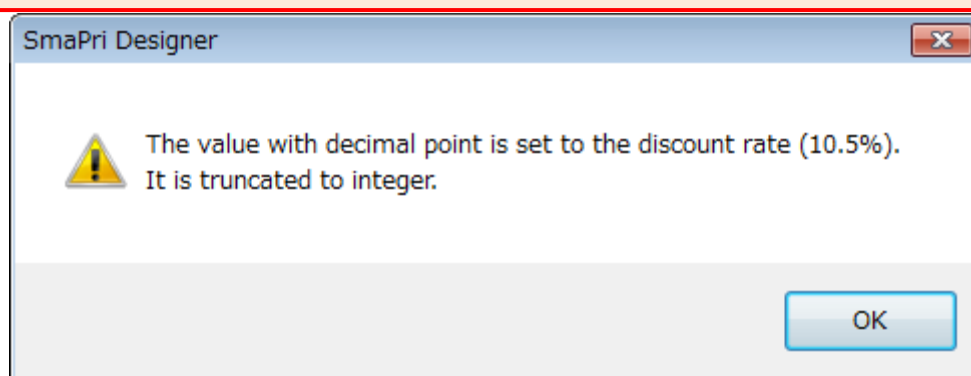 SmaPri Designer
The value with decimal point is set to the discount rate (10.5%).
It is truncated to integer.
OK